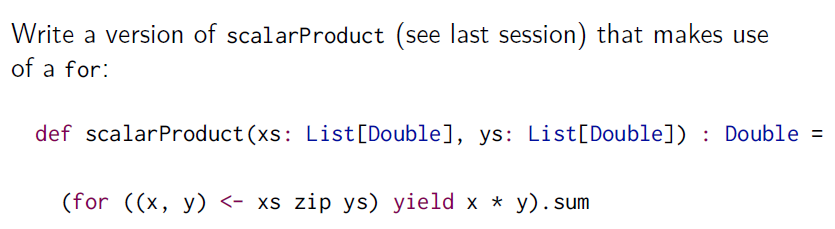 Write a version of scalarProduct (see last session) that makes use
of a for:
def scalarProduct(xs: List[Double], ys: List[Double]) : Double =
(for ((x, y) <- xs zip ys) yield x * y).sum